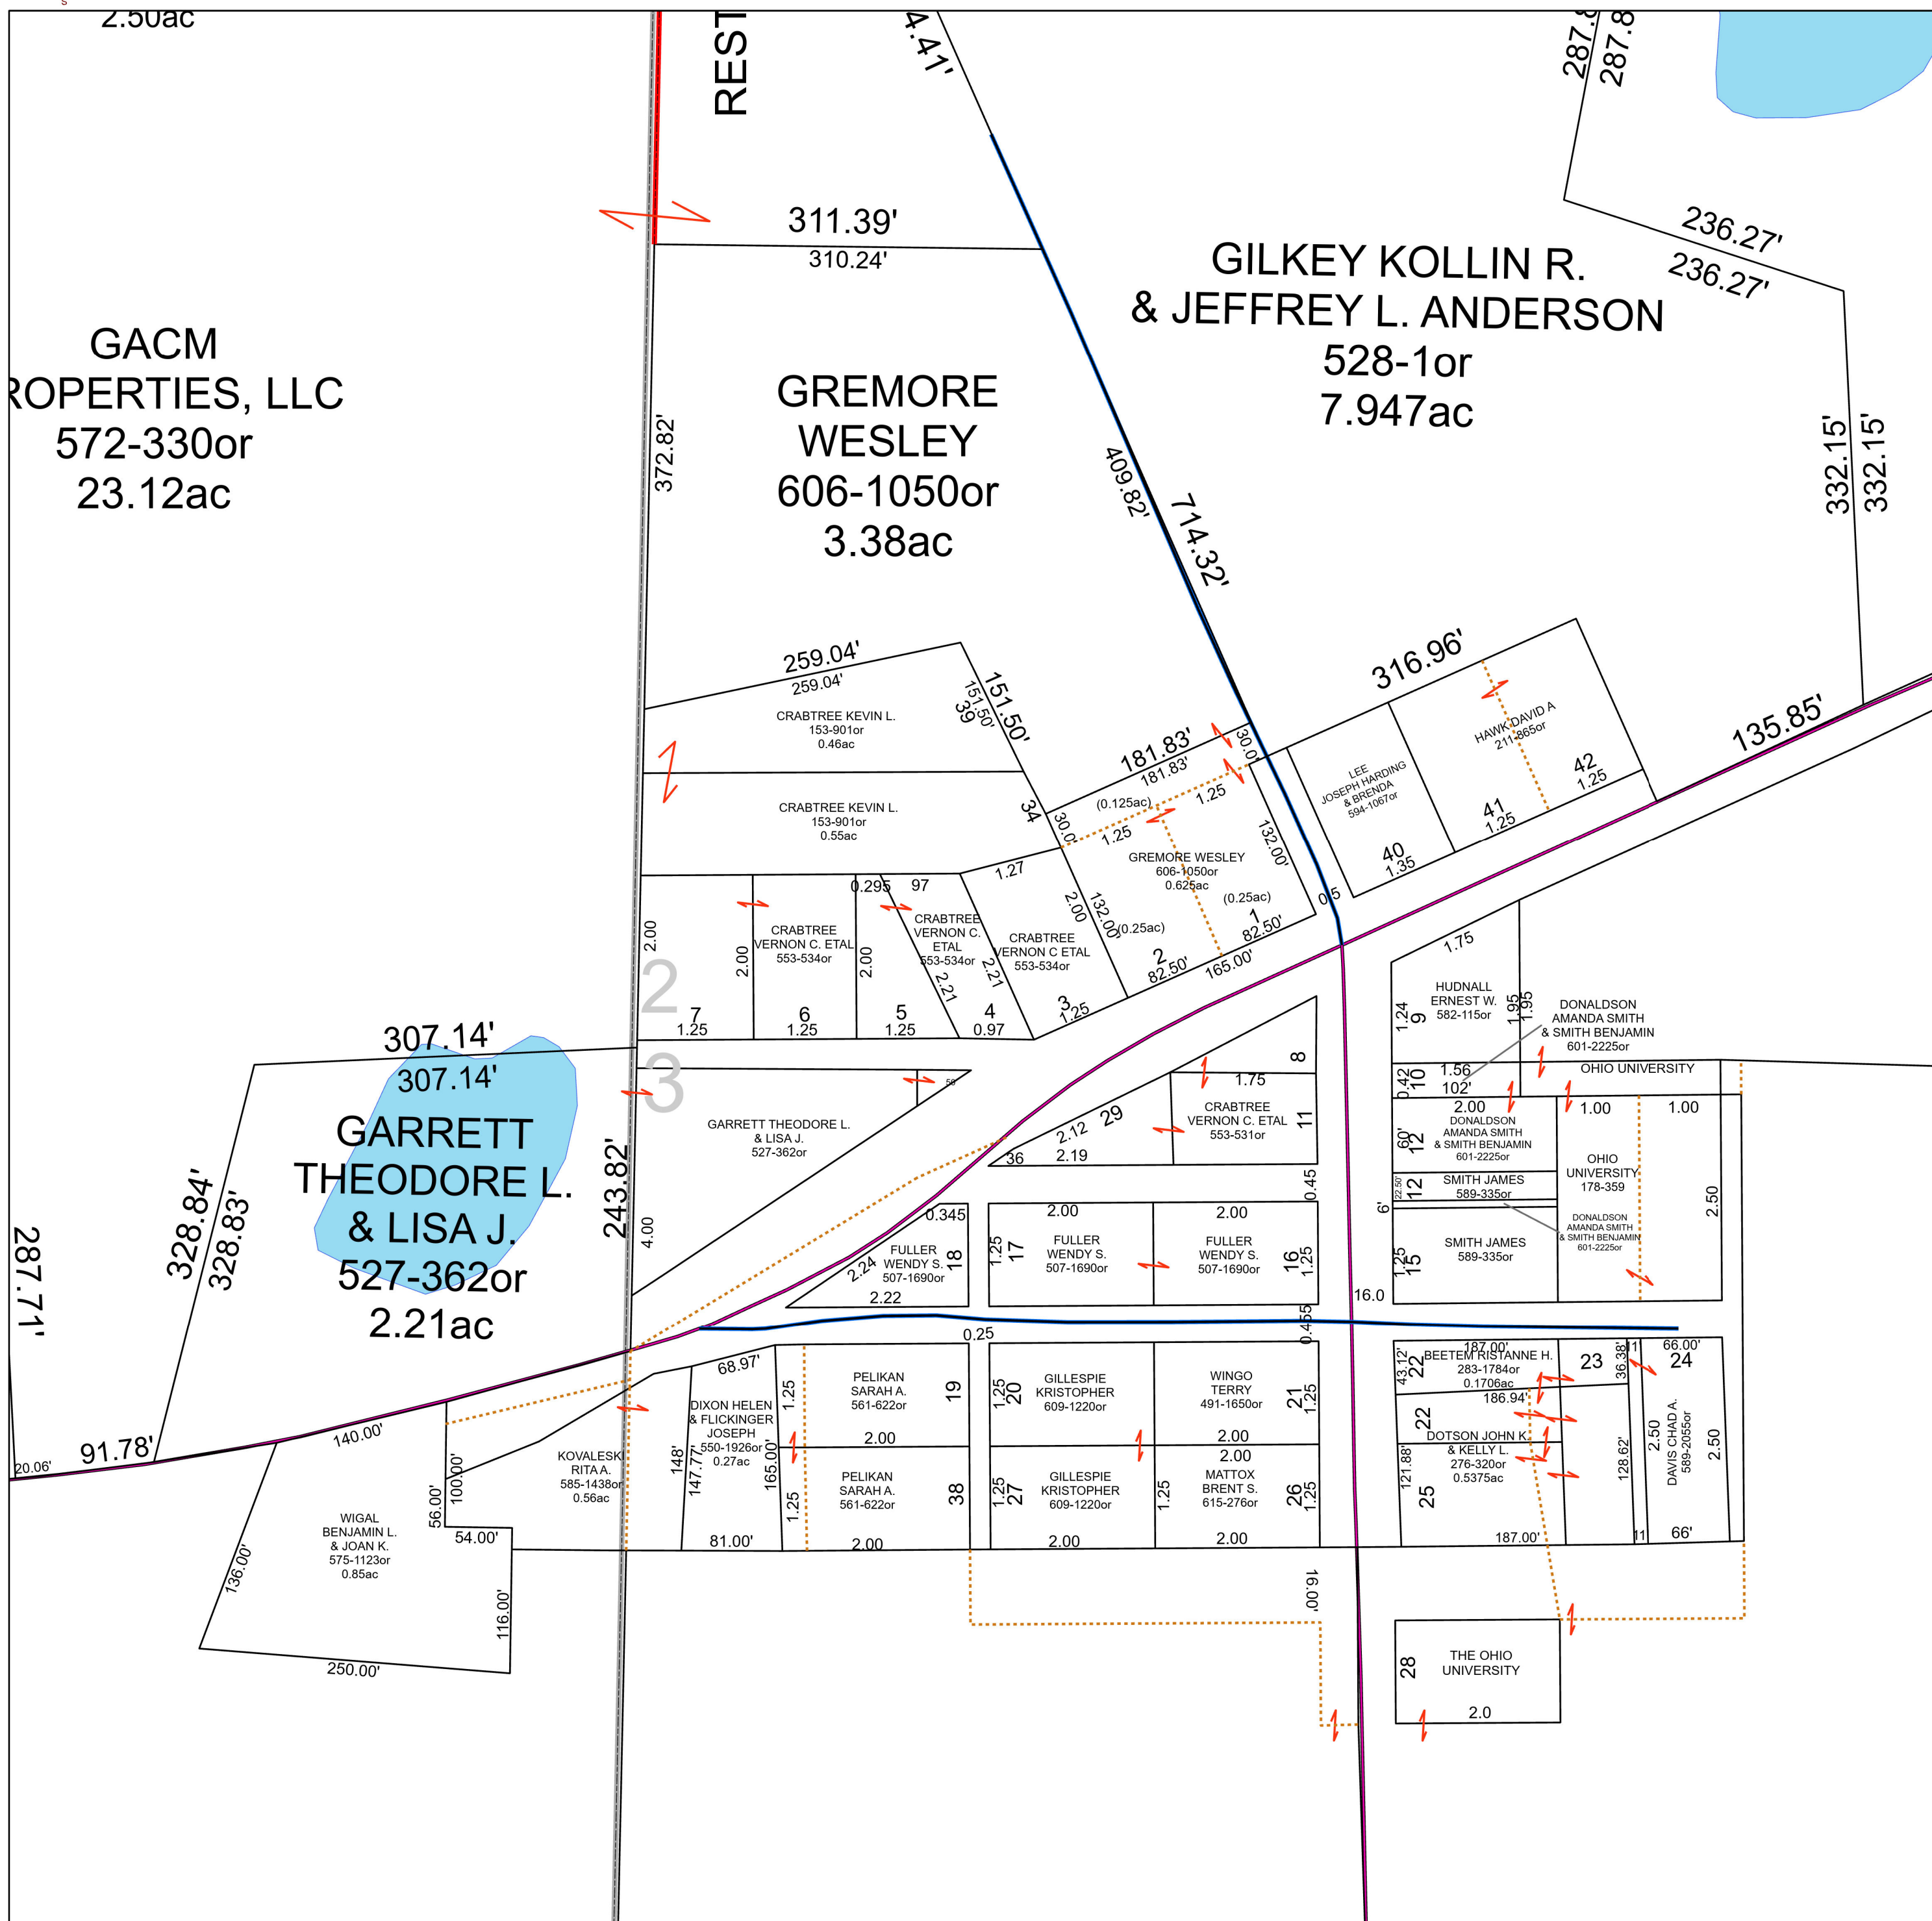 S
2.50ac
REST
4.41'
287.8
287.8
236.27'
236.27'
332.15'
332.15'
311.39'
310.24'
GILKEY KOLLIN R.
& JEFFREY L. ANDERSON
528-1or
7.947ac
GACM
ROPERTIES, LLC
572-330or
23.12ac
GREMORE
WESLEY
606-1050or
3.38ac
372.82'
409.82'
714.32'
259.04'
259.04'
151.50'
151.50'
39
CRABTREE KEVIN L.
153-901or
0.46ac
CRABTREE KEVIN L.
153-901or
0.55ac
34
181.83'
181.83'
30.0'
30.0'
(0.125ac)
1.25
1.25
132.00'
132.00'
GREMORE WESLEY
606-1050or
0.625ac
(0.25ac)
(0.25ac)
1
82.50'
2
82.50'
165.00'
0.5
316.96'
135.85'
LEE
JOSEPH HARDING
& BRENDA
594-1067or
40
1.35
HAWK DAVID A
211-865or
41
1.25
42
1.25
0.295
97
1.27
2.00
2.00
2.00
2.00
2.21
2.21
CRABTREE
VERNON C. ETAL
553-534or
CRABTREE
VERNON C.
ETAL
553-534or
CRABTREE
VERNON C ETAL
553-534or
7
1.25
6
1.25
5
1.25
4
0.97
3
1.25
2
3
307.14'
307.14'
GARRETT
THEODORE L.
& LISA J.
527-362or
2.21ac
328.84'
328.83'
243.82'
4.00
287.71'
91.78'
20.06'
GARRETT THEODORE L.
& LISA J.
527-362or
50
8
1.75
CRABTREE
VERNON C. ETAL
553-531or
11
29
2.12
2.19
36
0.45
1.75
HUDNALL
ERNEST W.
582-115or
1.24
9
1.95
1.95
DONALDSON
AMANDA SMITH
& SMITH BENJAMIN
601-2225or
OHIO UNIVERSITY
0.42
10
1.56
102'
2.00
1.00
1.00
DONALDSON
AMANDA SMITH
& SMITH BENJAMIN
601-2225or
60'
12
OHIO
UNIVERSITY
178-359
2.50
SMITH JAMES
589-335or
22.50'
12
6'
DONALDSON
AMANDA SMITH
& SMITH BENJAMIN
601-2225or
SMITH JAMES
589-335or
1.25
15
16.0
0.345
FULLER
WENDY S.
507-1690or
18
2.24
2.22
2.00
1.25
17
FULLER
WENDY S.
507-1690or
2.00
FULLER
WENDY S.
507-1690or
16
1.25
0.455
0.25
140.00'
68.97'
DIXON HELEN
& FLICKINGER
JOSEPH
550-1926or
0.27ac
148'
147.77'
165.00'
81.00'
1.25
1.25
PELIKAN
SARAH A.
561-622or
19
2.00
PELIKAN
SARAH A.
561-622or
38
2.00
1.25
20
GILLESPIE
KRISTOPHER
609-1220or
1.25
27
GILLESPIE
KRISTOPHER
609-1220or
2.00
WINGO
TERRY
491-1650or
21
1.25
2.00
2.00
MATTOX
BRENT S.
615-276or
1.25
26
1.25
2.00
187.00'
BEETEM RISTANNE H.
283-1784or
0.1706ac
43.12'
22
23
36.38'
11'
66.00'
24
186.94'
22
DOTSON JOHN K.
& KELLY L.
276-320or
0.5375ac
121.88'
25
128.62'
2.50
DAVIS CHAD A.
589-2055or
2.50
187.00'
11'
66'
KOVALESKI
RITA A.
585-1438or
0.56ac
56.00'
100.00'
54.00'
WIGAL
BENJAMIN L.
& JOAN K.
575-1123or
0.85ac
136.00'
116.00'
250.00'
16.00'
28
THE OHIO
UNIVERSITY
2.0